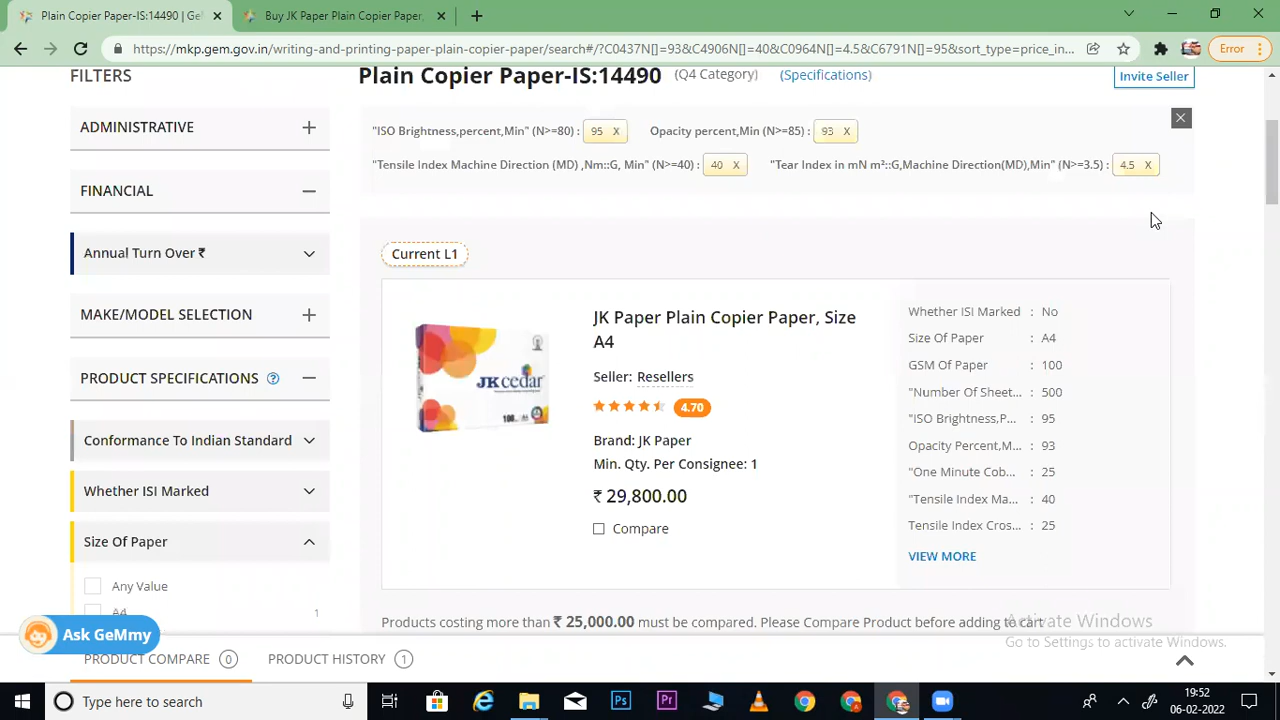 Plain Copier Paper-IS:14490 | Ge
Buy JK Paper Plain Copier Paper,
https://mkp.gem.gov.in/writing-and-printing-paper-plain-copier-paper/search#/?C0437N[]=93&C4906N[]=40&C0964N[]=4.5&C6791N[]=95&sort_type=price_in...
Error
FILTERS
Plain Copier Paper-IS:14490 (Q4 Category) (Specifications)
Invite Seller
"ISO Brightness,percent,Min" (N>=80) : 95 X Opacity percent,Min (N>=85) : 93 X
"Tensile Index Machine Direction (MD) ,Nm::G, Min" (N>=40) : 40 X "Tear Index in mN m²::G,Machine Direction(MD),Min" (N>=3.5) : 4.5 X
ADMINISTRATIVE
FINANCIAL
Annual Turn Over ₹
MAKE/MODEL SELECTION
PRODUCT SPECIFICATIONS ?
Conformance To Indian Standard
Whether ISI Marked
Size Of Paper
Any Value
A4 1
Current L1
JKcedar
JK Paper Plain Copier Paper, Size
A4
Seller: Resellers
4.70
Brand: JK Paper
Min. Qty. Per Consignee: 1
₹ 29,800.00
Compare
Whether ISI Marked : No
Size Of Paper : A4
GSM Of Paper : 100
"Number Of Sheet... : 500
"ISO Brightness,P... : 95
Opacity Percent,M... : 93
"One Minute Cob... : 25
"Tensile Index Ma... : 40
Tensile Index Cros... : 25
VIEW MORE
Products costing more than ₹ 25,000.00 must be compared. Please Compare Product before adding to cart
Activate Windows
Go to Settings to activate Windows.
Ask GeMmy
PRODUCT COMPARE 0 PRODUCT HISTORY 1
Type here to search
Ps
Pr
19:52
06-02-2022